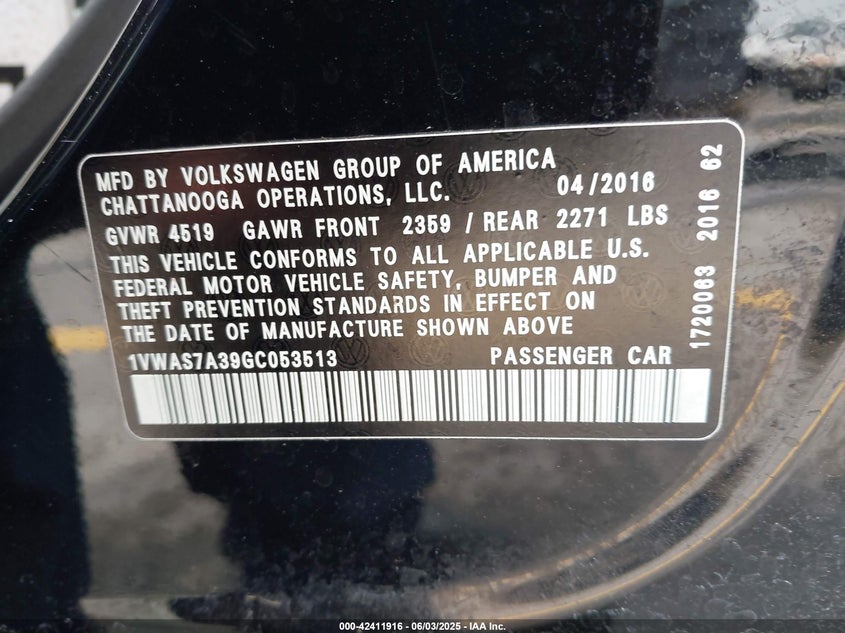 MFD BY VOLKSWAGEN GROUP OF AMERICA
CHATTANOOGA OPERATIONS, LLC. 04/2016
GVWR 4519 GAWR FRONT 2359 / REAR 2271 LBS
THIS VEHICLE CONFORMS TO ALL APPLICABLE U.S.
FEDERAL MOTOR VEHICLE SAFETY, BUMPER AND
THEFT PREVENTION STANDARDS IN EFFECT ON
THE DATE OF MANUFACTURE SHOWN ABOVE
1VWAS7A39GC053513 PASSENGER CAR
1720063 2016 62
000-42411916 - 06/03/2025 - IAA Inc.